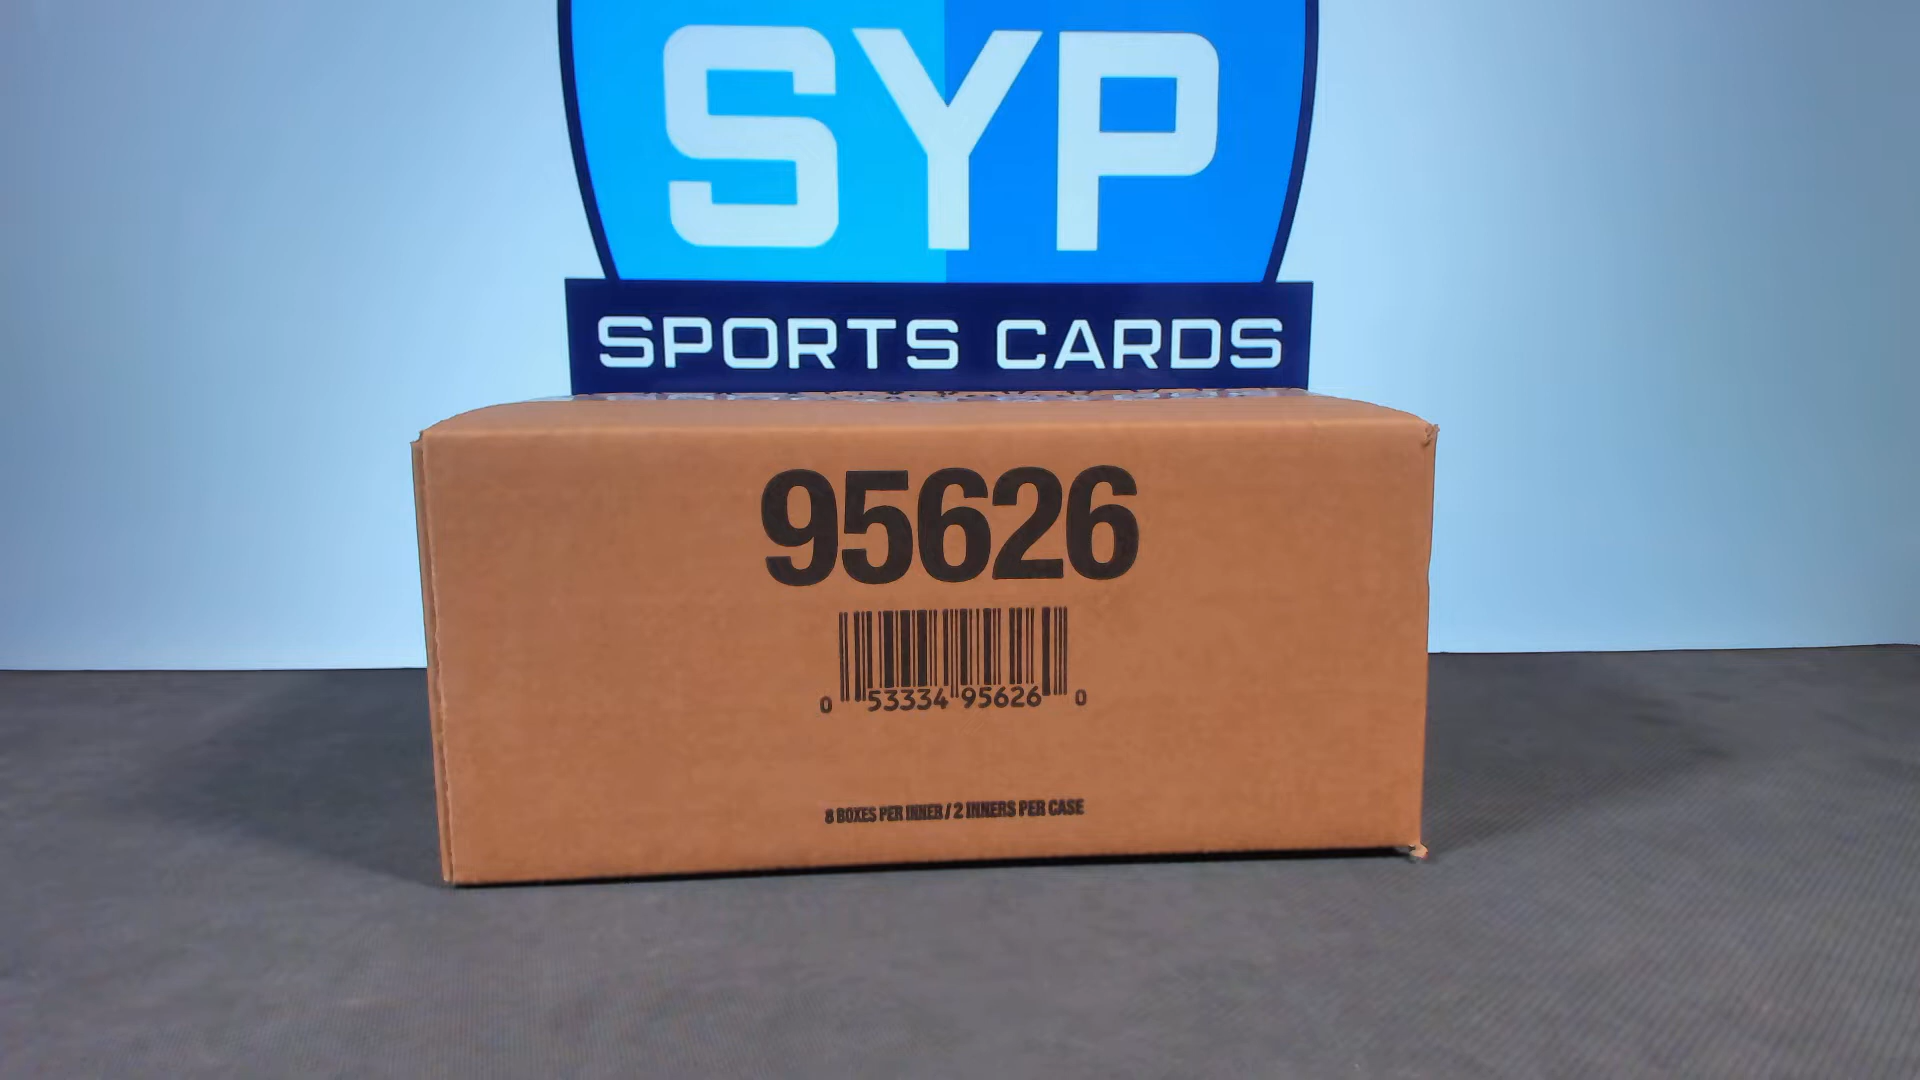 SYP
SPORTS CARDS
95626
0 53334 95626 0
8 BOXES PER INNER / 2 INNERS PER CASE